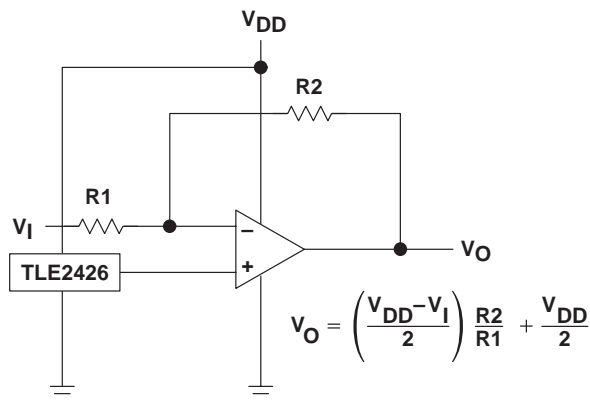 VDD
R2
R1
VI
−
+
TLE2426
VO
VO = ((VDD−VI)/2) R2/R1 + VDD/2